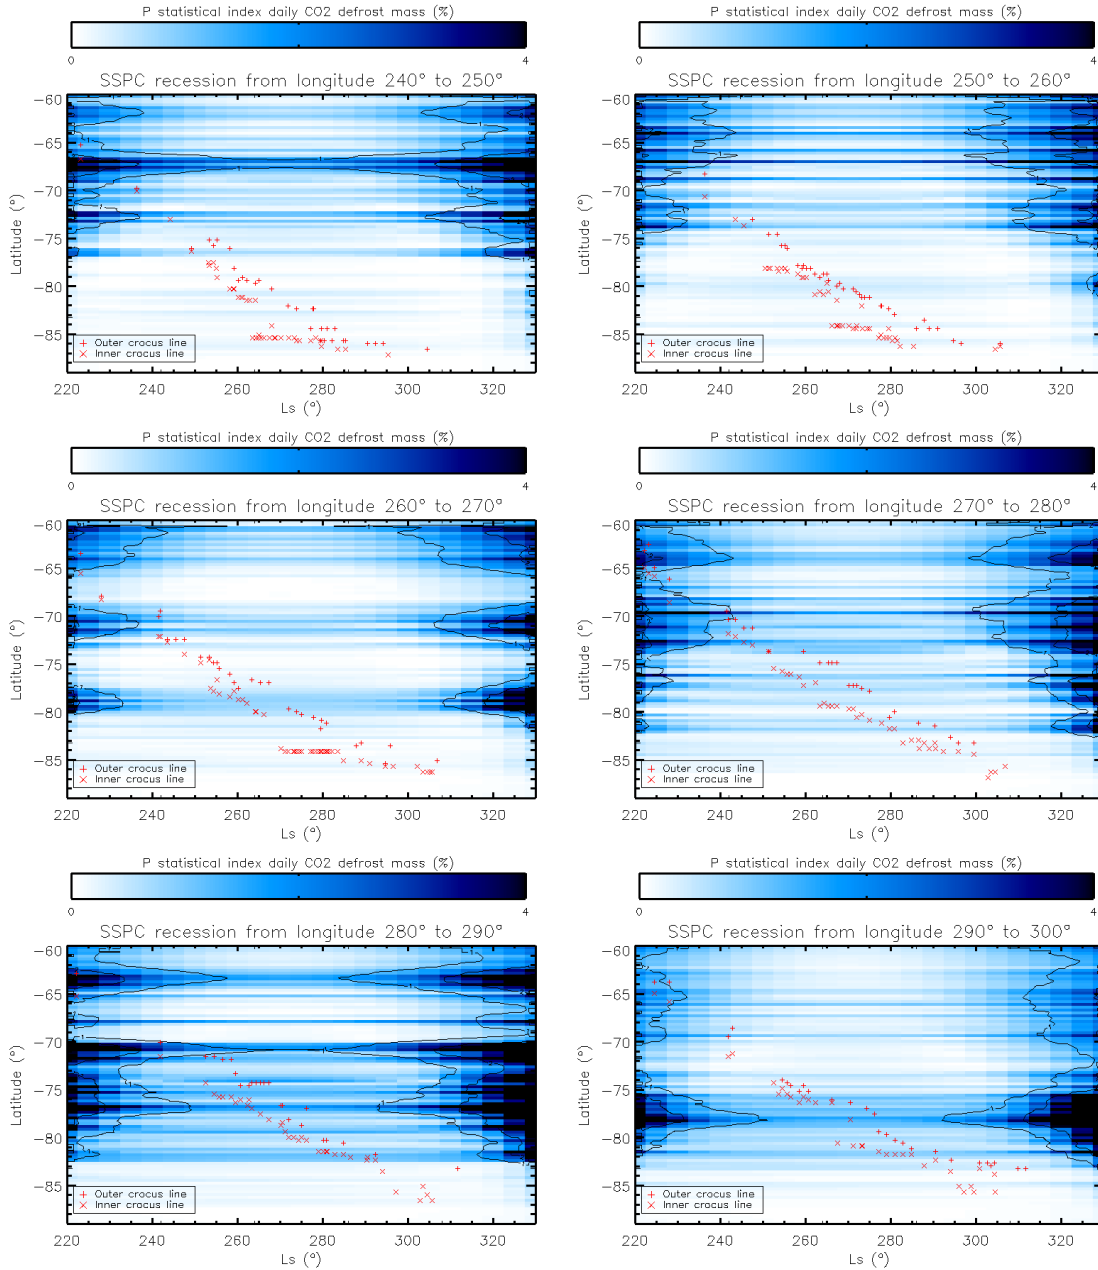 P statistical index daily CO2 defrost mass (%)
0 4
SSPC recession from longitude 240° to 250°
Latitude (°)
−60
−65
−70
−75
−80
−85
+ Outer crocus line
× Inner crocus line
220 240 260 280 300 320
Ls (°)
P statistical index daily CO2 defrost mass (%)
0 4
SSPC recession from longitude 250° to 260°
Latitude (°)
−60
−65
−70
−75
−80
−85
+ Outer crocus line
× Inner crocus line
220 240 260 280 300 320
Ls (°)
P statistical index daily CO2 defrost mass (%)
0 4
SSPC recession from longitude 260° to 270°
Latitude (°)
−60
−65
−70
−75
−80
−85
+ Outer crocus line
× Inner crocus line
220 240 260 280 300 320
Ls (°)
P statistical index daily CO2 defrost mass (%)
0 4
SSPC recession from longitude 270° to 280°
Latitude (°)
−60
−65
−70
−75
−80
−85
+ Outer crocus line
× Inner crocus line
220 240 260 280 300 320
Ls (°)
P statistical index daily CO2 defrost mass (%)
0 4
SSPC recession from longitude 280° to 290°
Latitude (°)
−60
−65
−70
−75
−80
−85
+ Outer crocus line
× Inner crocus line
220 240 260 280 300 320
Ls (°)
P statistical index daily CO2 defrost mass (%)
0 4
SSPC recession from longitude 290° to 300°
Latitude (°)
−60
−65
−70
−75
−80
−85
+ Outer crocus line
× Inner crocus line
220 240 260 280 300 320
Ls (°)